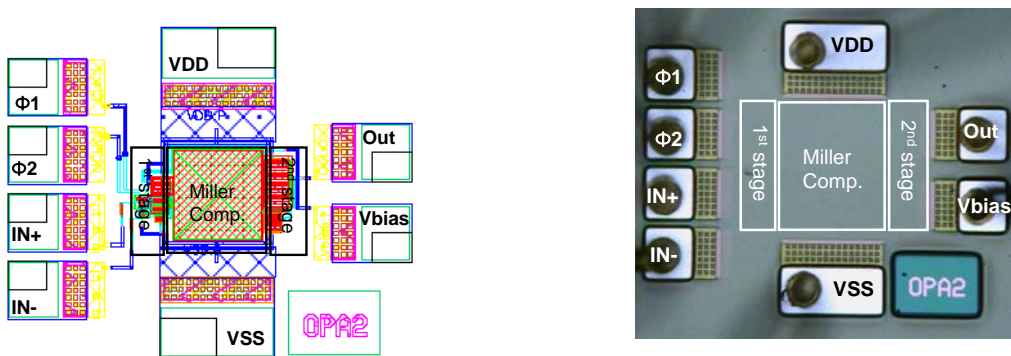 VDD
Φ1
Φ2
IN+
IN-
1st stage
Miller
Comp.
2nd stage
Out
Vbias
VSS
OPA2
VDD
Φ1
Φ2
IN+
IN-
1st stage
Miller
Comp.
2nd stage
Out
Vbias
VSS
OPA2